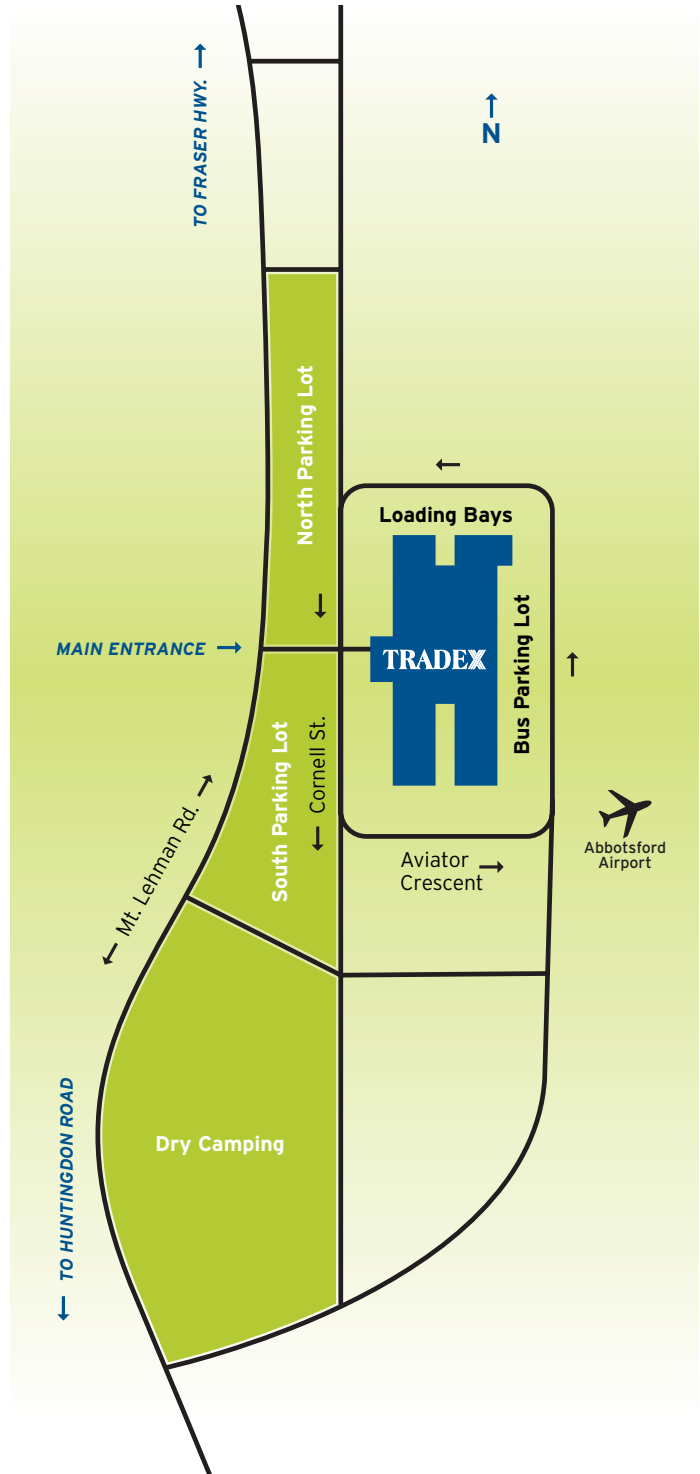 TO FRASER HWY.
N
North Parking Lot
Loading Bays
MAIN ENTRANCE
TRADEX
Bus Parking Lot
South Parking Lot
Cornell St.
Mt. Lehman Rd.
Aviator
Crescent
Abbotsford
Airport
TO HUNTINGDON ROAD
Dry Camping